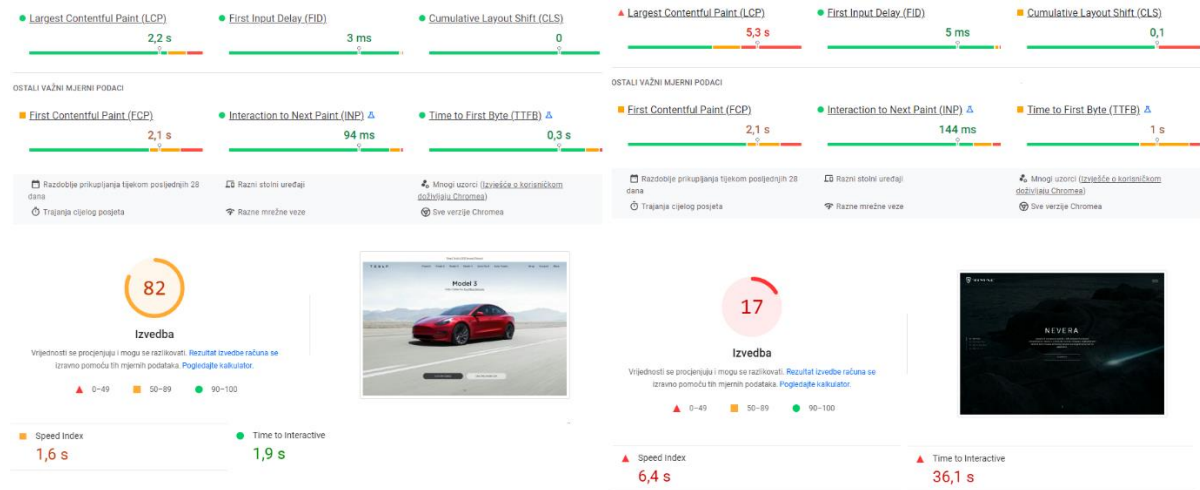 Largest Contentful Paint (LCP)
2,2 s
First Input Delay (FID)
3 ms
Cumulative Layout Shift (CLS)
0
OSTALI VAŽNI MJERNI PODACI
First Contentful Paint (FCP)
2,1 s
Interaction to Next Paint (INP)
94 ms
Time to First Byte (TTFB)
0,3 s
Razdoblje prikupljanja tijekom posljednjih 28
dana
Razni stolni uređaji
Mnogi uzorci (Izvješće o korisničkom
doživljaju Chromea)
Trajanja cijelog posjeta
Razne mrežne veze
Sve verzije Chromea
82
Izvedba
Vrijednosti se procjenjuju i mogu se razlikovati. Rezultat izvedbe računa se
izravno pomoću tih mjernih podataka. Pogledajte kalkulator.
0–49
50–89
90–100
TESLA
Model 3
Speed Index
1,6 s
Time to Interactive
1,9 s
Largest Contentful Paint (LCP)
5,3 s
First Input Delay (FID)
5 ms
Cumulative Layout Shift (CLS)
0,1
OSTALI VAŽNI MJERNI PODACI
First Contentful Paint (FCP)
2,1 s
Interaction to Next Paint (INP)
144 ms
Time to First Byte (TTFB)
1 s
Razdoblje prikupljanja tijekom posljednjih 28
dana
Razni stolni uređaji
Mnogi uzorci (Izvješće o korisničkom
doživljaju Chromea)
Trajanja cijelog posjeta
Razne mrežne veze
Sve verzije Chromea
17
Izvedba
Vrijednosti se procjenjuju i mogu se razlikovati. Rezultat izvedbe računa se
izravno pomoću tih mjernih podataka. Pogledajte kalkulator.
0–49
50–89
90–100
NEVERA
Speed Index
6,4 s
Time to Interactive
36,1 s